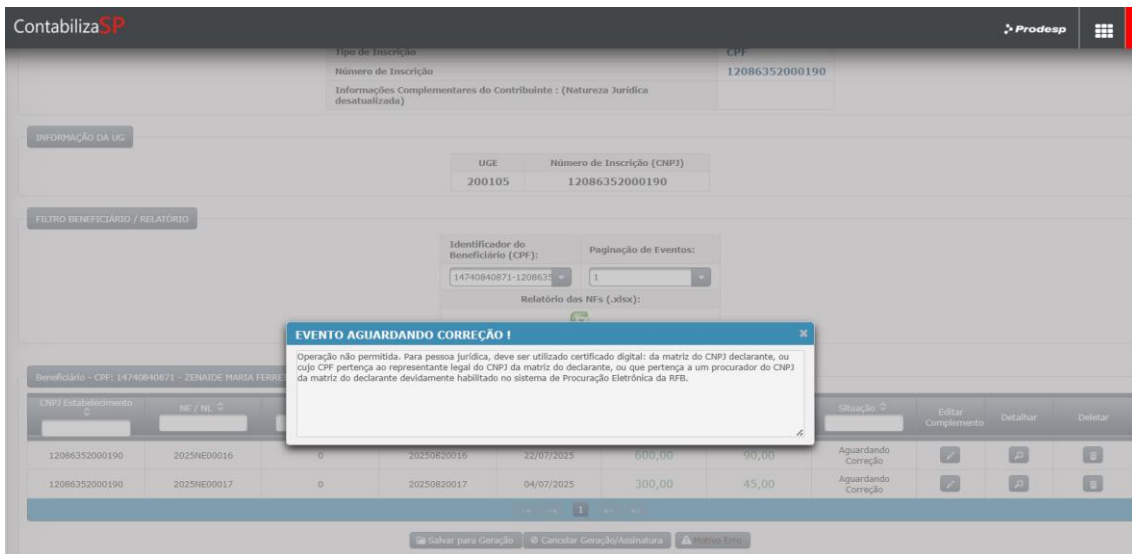 ContabilizaSP
Prodesp
Tipo de Inscrição CPF
Número de Inscrição 12086352000190
Informações Complementares do Contribuinte : (Natureza Jurídica
desatualizada)
INFORMAÇÃO DA UG
UGE Número de Inscrição (CNPJ)
200105 12086352000190
FILTRO BENEFICIÁRIO / RELATÓRIO
Identificador do
Beneficiário (CPF): Paginação de Eventos:
14740840871-1208635 1
Relatório das NFs (.xlsx):
EVENTO AGUARDANDO CORREÇÃO !
Operação não permitida. Para pessoa jurídica, deve ser utilizado certificado digital: da matriz do CNPJ declarante, ou
cujo CPF pertença ao representante legal do CNPJ da matriz do declarante, ou que pertença a um procurador do CNPJ
da matriz do declarante devidamente habilitado no sistema de Procuração Eletrônica da RFB.
Beneficiário - CPF: 14740840871 - ZENAIDE MARIA
CNPJ Estabelecimento NE / NL Situação Editar
Complemento Detalhar Deletar
12086352000190 2025NE00016 0 20250820016 22/07/2025 600,00 90,00 Aguardando
Correção
12086352000190 2025NE00017 0 20250820017 04/07/2025 300,00 45,00 Aguardando
Correção
1
Salvar para Geração Cancelar Geração/Assinatura Motivo Erro